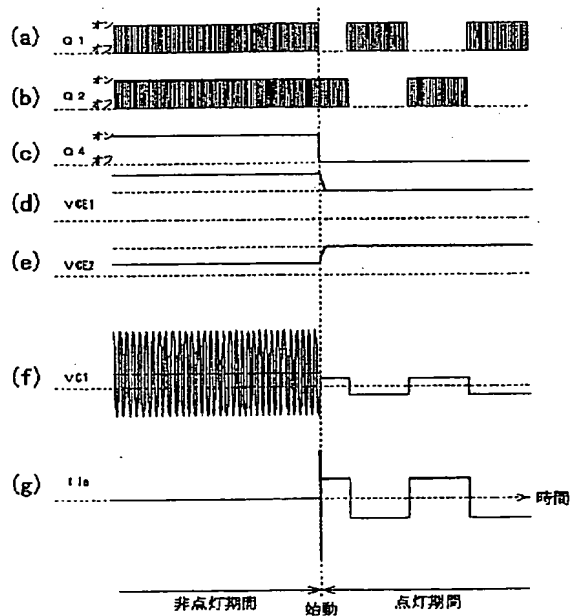 (a) Q1 オン
オフ
(b) Q2 オン
オフ
(c) Q4 オン
オフ
(d) VCE1
(e) VCE2
(f) VC1
(g)
時間
非点灯期間 始動 点灯期間